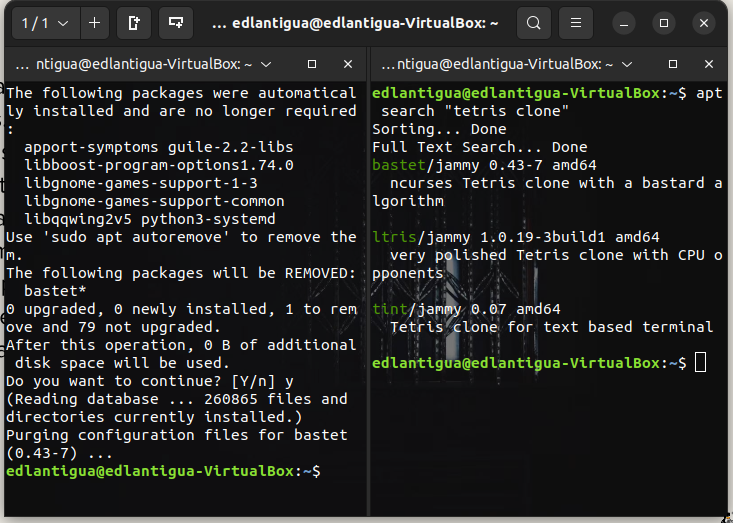 1 / 1
... edlantigua@edlantigua-VirtualBox: ~
... ntigua@edlantigua-VirtualBox: ~
The following packages were automatical
ly installed and are no longer required
:
  apport-symptoms guile-2.2-libs
  libboost-program-options1.74.0
  libgnome-games-support-1-3
  libgnome-games-support-common
  libqqwing2v5 python3-systemd
Use 'sudo apt autoremove' to remove the
m.
The following packages will be REMOVED:
  bastet*
0 upgraded, 0 newly installed, 1 to rem
ove and 79 not upgraded.
After this operation, 0 B of additional
 disk space will be used.
Do you want to continue? [Y/n] y
(Reading database ... 260865 files and
directories currently installed.)
Purging configuration files for bastet
(0.43-7) ...
edlantigua@edlantigua-VirtualBox:~$
...ntigua@edlantigua-VirtualBox: ~
edlantigua@edlantigua-VirtualBox:~$ apt
 search "tetris clone"
Sorting... Done
Full Text Search... Done
bastet/jammy 0.43-7 amd64
  ncurses Tetris clone with a bastard a
lgorithm
ltris/jammy 1.0.19-3build1 amd64
  very polished Tetris clone with CPU o
pponents
tint/jammy 0.07 amd64
  Tetris clone for text based terminal
edlantigua@edlantigua-VirtualBox:~$